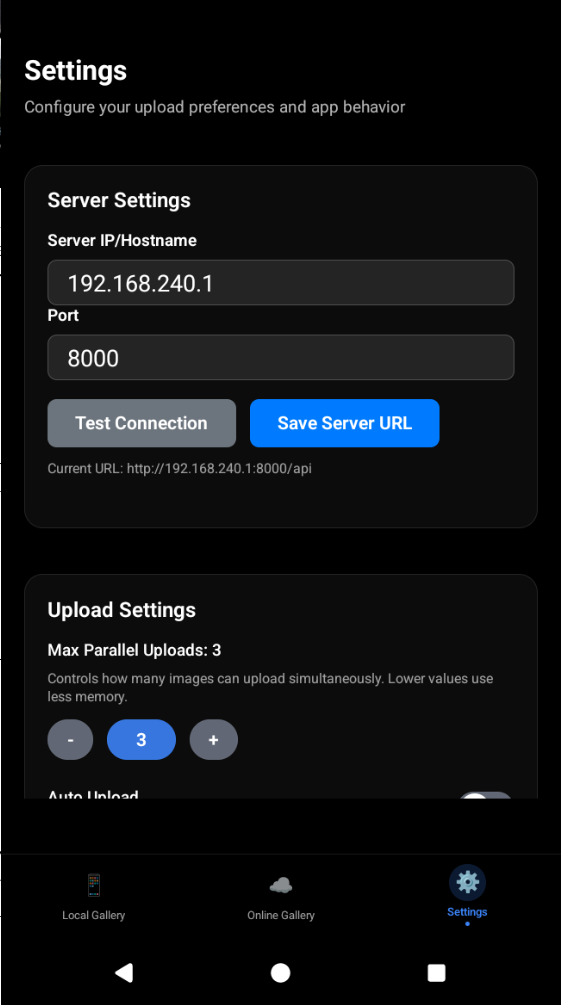 Settings
Configure your upload preferences and app behavior
Server Settings
Server IP/Hostname
192.168.240.1
Port
8000
Test Connection
Save Server URL
Current URL: http://192.168.240.1:8000/api
Upload Settings
Max Parallel Uploads: 3
Controls how many images can upload simultaneously. Lower values use
less memory.
-
3
+
Auto Upload
Local Gallery
Online Gallery
Settings